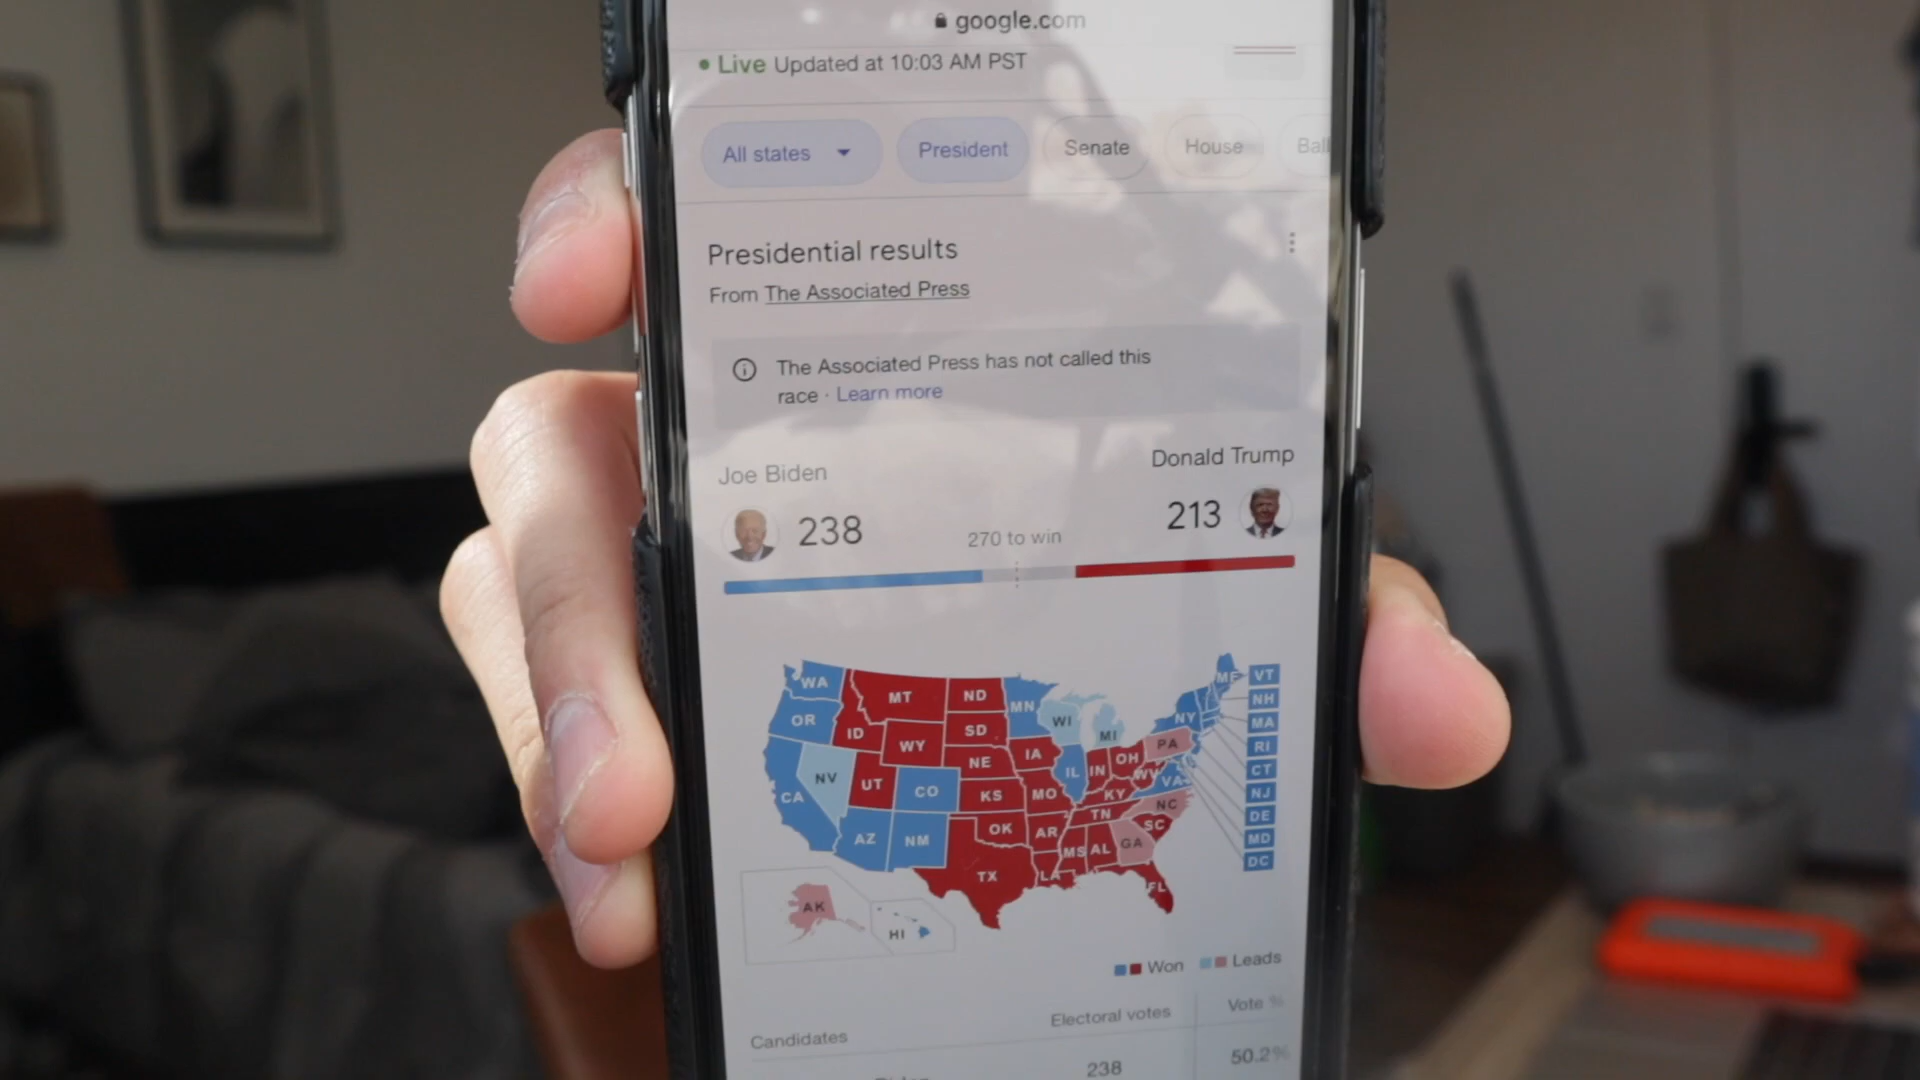 google.com
Live Updated at 10:03 AM PST
All states President Senate House Ball
Presidential results
From The Associated Press
The Associated Press has not called this
race · Learn more
Joe Biden
Donald Trump
238
270 to win
213
WA
MT
ND
MN
ME
VT
OR
ID
WY
SD
WI
MI
NY
NH
MA
NV
UT
CO
NE
IA
IL
IN
OH
PA
RI
CT
CA
KS
MO
KY
WV
VA
NJ
AZ
NM
OK
AR
TN
NC
SC
DE
MD
TX
LA
MS
AL
GA
FL
DC
AK
HI
Won Leads
Candidates
Electoral votes
Vote %
238
50.2%